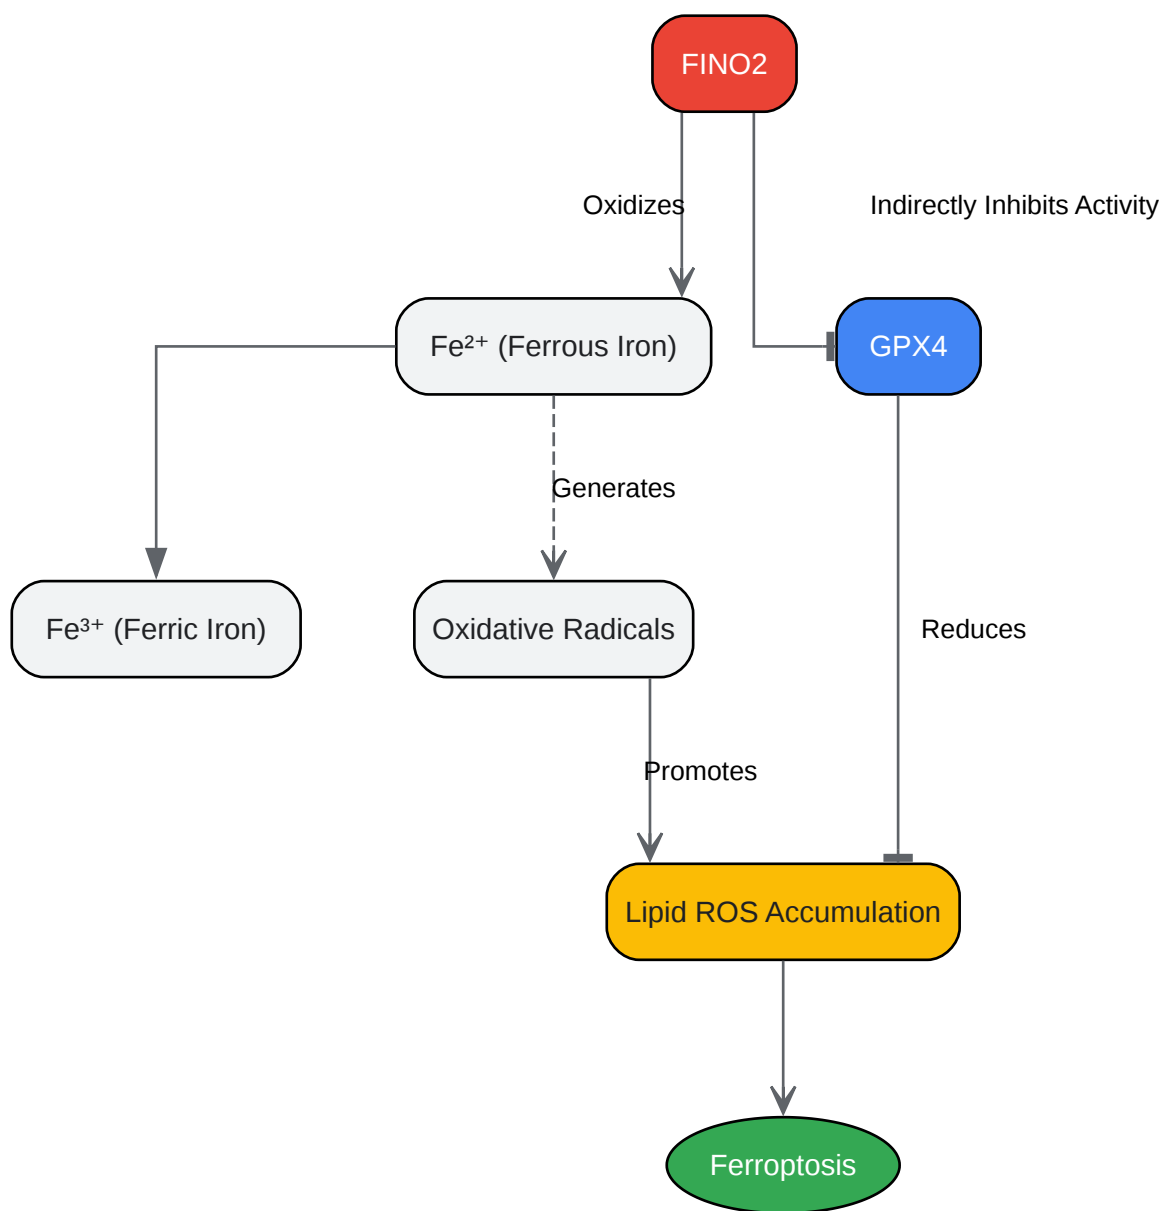 FINO2
Oxidizes
Indirectly Inhibits Activity
Fe²⁺ (Ferrous Iron)
GPX4
Generates
Fe³⁺ (Ferric Iron)
Oxidative Radicals
Reduces
Promotes
Lipid ROS Accumulation
Ferroptosis